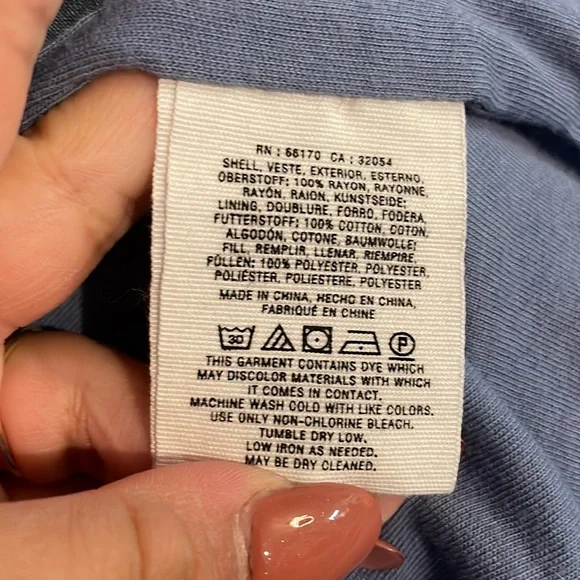 RN : 66170 CA : 32054
SHELL, VESTE, EXTERIOR, ESTERNO,
OBERSTOFF: 100% RAYON, RAYONNE,
RAYÓN, RAION, KUNSTSEIDE;
LINING, DOUBLURE, FORRO, FODERA,
FUTTERSTOFF: 100% COTTON, COTON,
ALGODÓN, COTONE, BAUMWOLLE;
FILL, REMPLIR, LLENAR, RIEMPIRE,
FÜLLEN: 100% POLYESTER, POLYESTER,
POLIÉSTER, POLIESTERE, POLYESTER
MADE IN CHINA, HECHO EN CHINA,
FABRIQUÉ EN CHINE
30 P
THIS GARMENT CONTAINS DYE WHICH
MAY DISCOLOR MATERIALS WITH WHICH
IT COMES IN CONTACT.
MACHINE WASH COLD WITH LIKE COLORS.
USE ONLY NON-CHLORINE BLEACH.
TUMBLE DRY LOW.
LOW IRON AS NEEDED.
MAY BE DRY CLEANED.